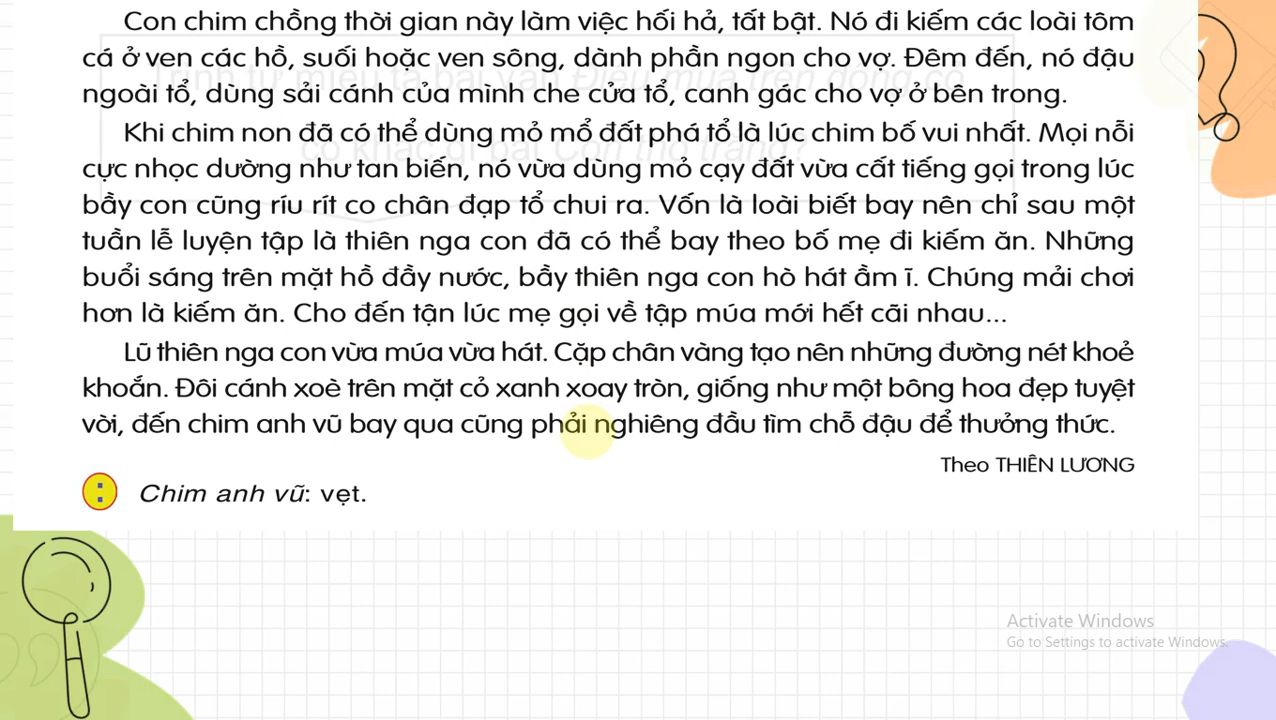 Con chim chồng thời gian này làm việc hối hả, tất bật. Nó đi kiếm các loài tôm
cá ở ven các hồ, suối hoặc ven sông, dành phần ngon cho vợ. Đêm đến, nó đậu
ngoài tổ, dùng sải cánh của mình che cửa tổ, canh gác cho vợ ở bên trong.
Khi chim non đã có thể dùng mỏ mổ đất phá tổ là lúc chim bố vui nhất. Mọi nỗi
cực nhọc dường như tan biến, nó vừa dùng mỏ cạy đất vừa cất tiếng gọi trong lúc
bầy con cũng ríu rít co chân đạp tổ chui ra. Vốn là loài biết bay nên chỉ sau một
tuần lễ luyện tập là thiên nga con đã có thể bay theo bố mẹ đi kiếm ăn. Những
buổi sáng trên mặt hồ đầy nước, bầy thiên nga con hò hát ầm ĩ. Chúng mải chơi
hơn là kiếm ăn. Cho đến tận lúc mẹ gọi về tập múa mới hết cãi nhau...
Lũ thiên nga con vừa múa vừa hát. Cặp chân vàng tạo nên những đường nét khoẻ
khoắn. Đôi cánh xoè trên mặt cỏ xanh xoay tròn, giống như một bông hoa đẹp tuyệt
vời, đến chim anh vũ bay qua cũng phải nghiêng đầu tìm chỗ đậu để thưởng thức.
Theo THIÊN LƯƠNG
: Chim anh vũ: vẹt.
Activate Windows
Go to Settings to activate Windows.